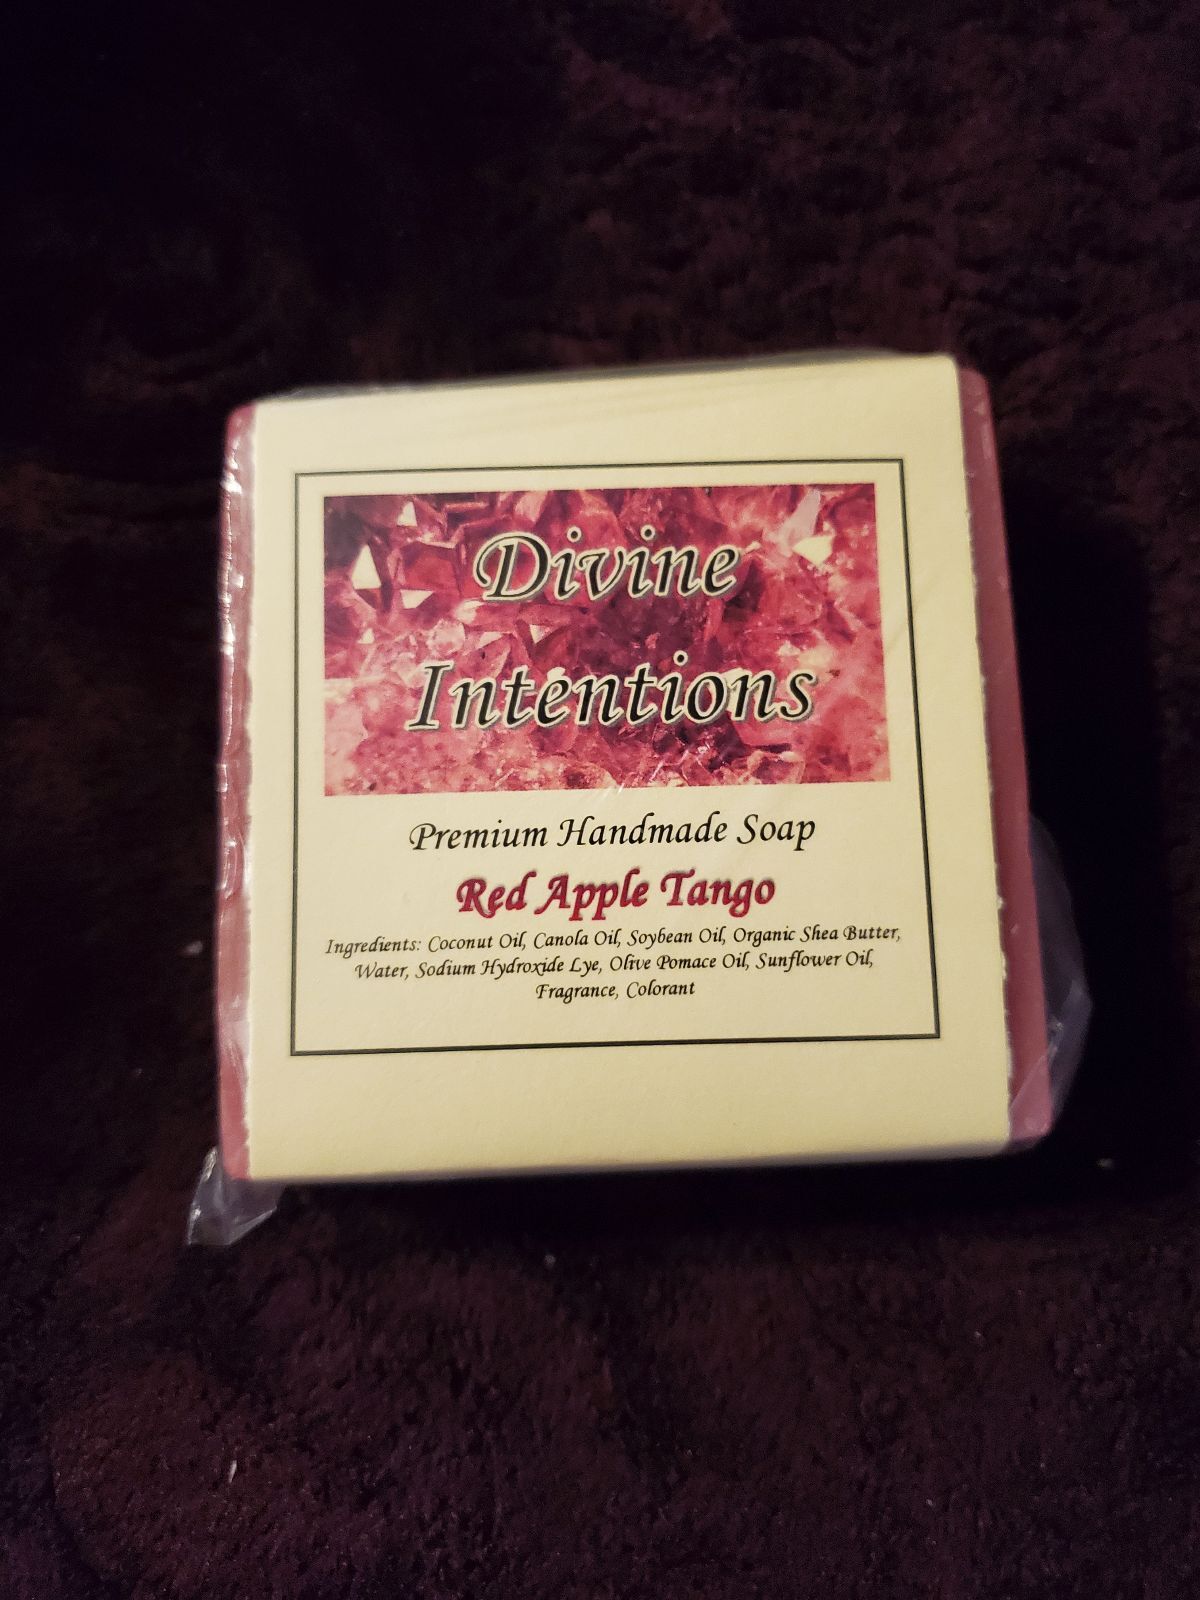 Divine
Intentions
Premium Handmade Soap
Red Apple Tango
Ingredients: Coconut Oil, Canola Oil, Soybean Oil, Organic Shea Butter,
Water, Sodium Hydroxide Lye, Olive Pomace Oil, Sunflower Oil,
Fragrance, Colorant